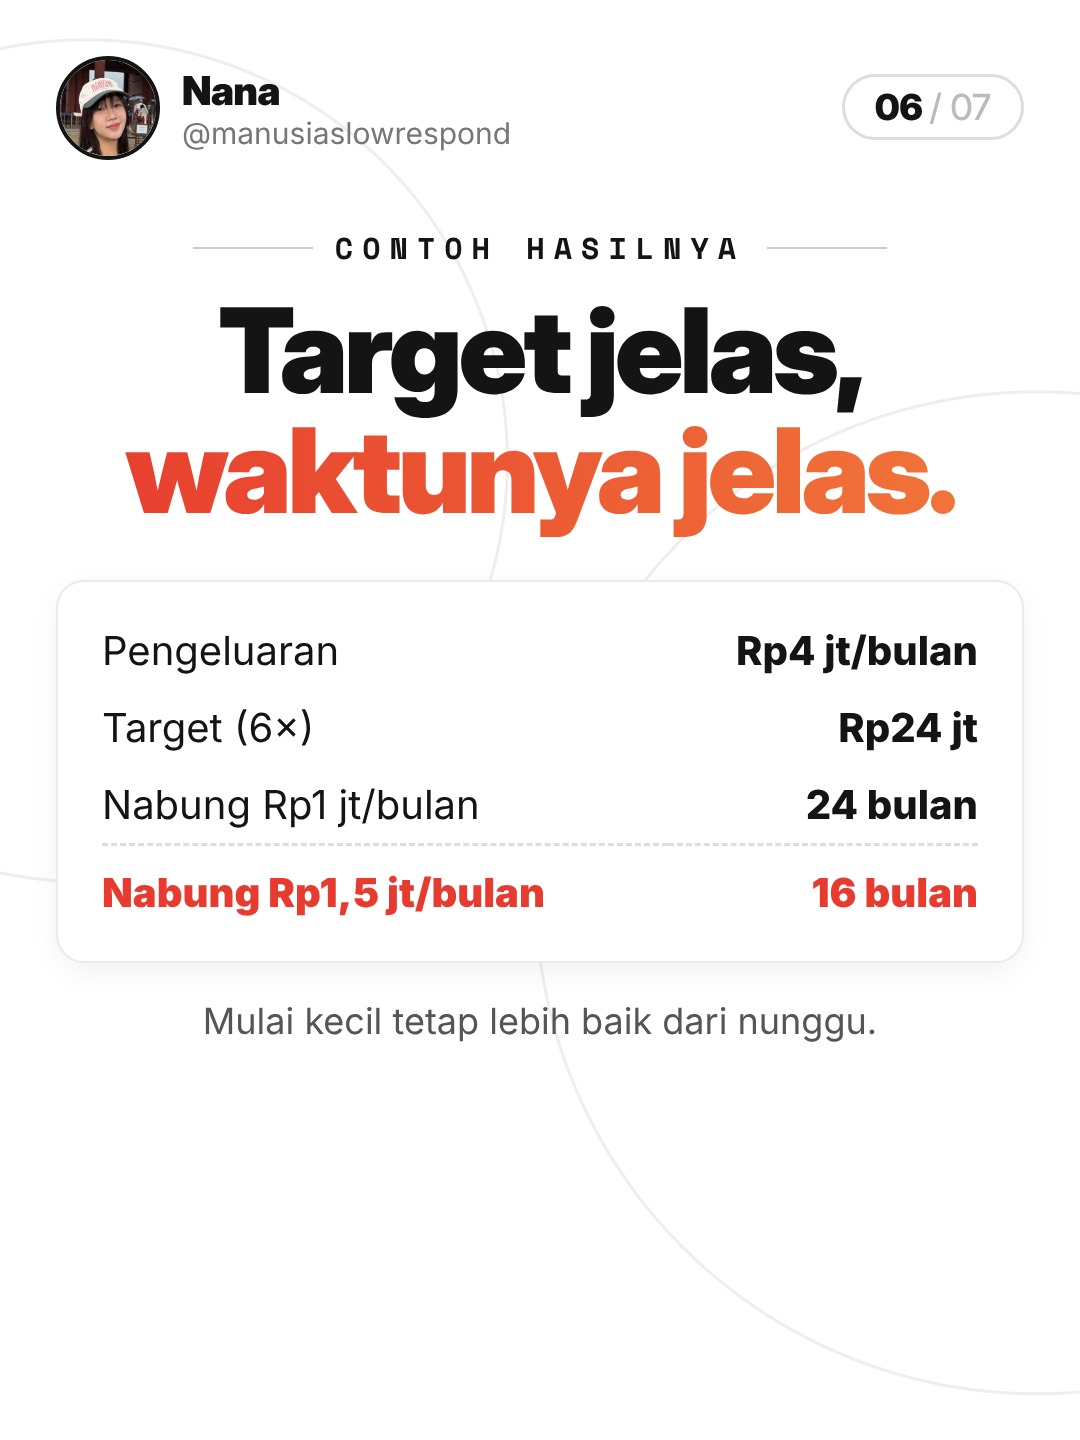 Nana
@manusiaslowrespond
06 / 07
CONTOH HASILNYA
Target jelas,
waktunya jelas.
Pengeluaran Rp4 jt/bulan
Target (6×) Rp24 jt
Nabung Rp1 jt/bulan 24 bulan
Nabung Rp1,5 jt/bulan 16 bulan
Mulai kecil tetap lebih baik dari nunggu.